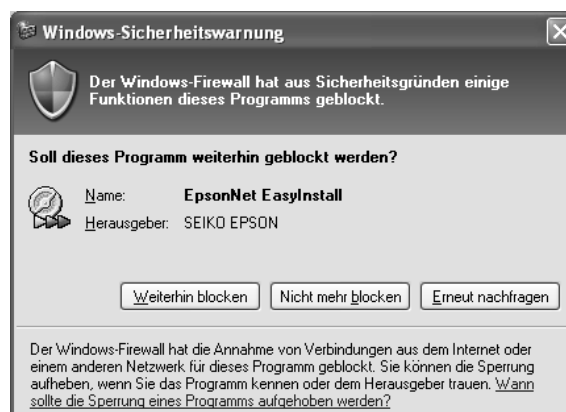 Windows-Sicherheitswarnung
Der Windows-Firewall hat aus Sicherheitsgründen einige
Funktionen dieses Programms geblockt.
Soll dieses Programm weiterhin geblockt werden?
Name: EpsonNet EasyInstall
Herausgeber: SEIKO EPSON
Weiterhin blocken Nicht mehr blocken Erneut nachfragen
Der Windows-Firewall hat die Annahme von Verbindungen aus dem Internet oder
einem anderen Netzwerk für dieses Programm geblockt. Sie können die Sperrung
aufheben, wenn Sie das Programm kennen oder dem Herausgeber trauen. Wann
sollte die Sperrung eines Programms aufgehoben werden?